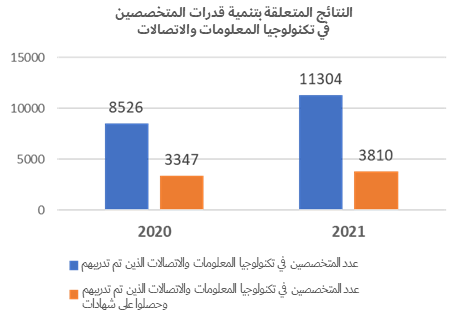 النتائج المتعلقة بتنمية قدرات المتخصصين
في تكنولوجيا المعلومات والاتصالات
15000
10000
5000
0
8526
3347
11304
3810
2020
2021
عدد المتخصصين في تكنولوجيا المعلومات والاتصالات الذين تم تدريبهم
عدد المتخصصين في تكنولوجيا المعلومات والاتصالات الذين تم تدريبهم
وحصلوا على شهادات